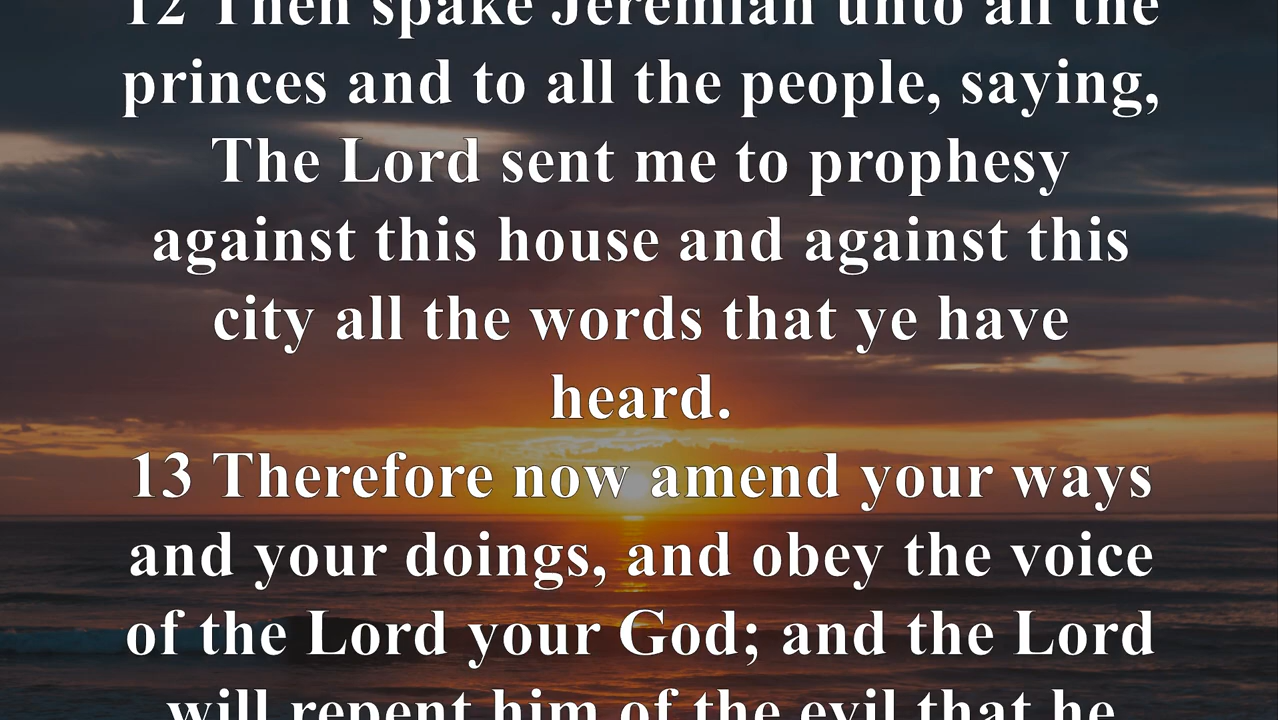 12 Then spake Jeremiah unto all the
princes and to all the people, saying,
The Lord sent me to prophesy
against this house and against this
city all the words that ye have
heard.
13 Therefore now amend your ways
and your doings, and obey the voice
of the Lord your God; and the Lord
will repent him of the evil that he